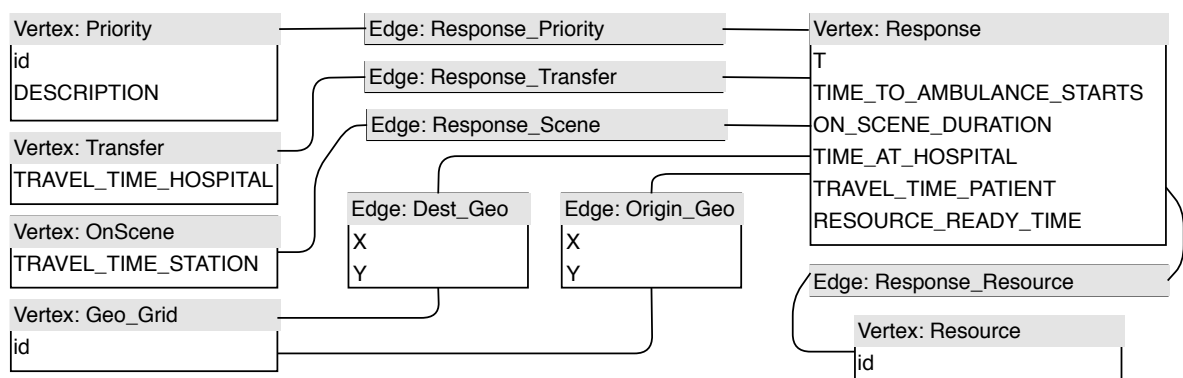 Vertex: Priority
id
DESCRIPTION
Edge: Response_Priority
Edge: Response_Transfer
Edge: Response_Scene
Vertex: Response
T
TIME_TO_AMBULANCE_STARTS
ON_SCENE_DURATION
TIME_AT_HOSPITAL
TRAVEL_TIME_PATIENT
RESOURCE_READY_TIME
Vertex: Transfer
TRAVEL_TIME_HOSPITAL
Vertex: OnScene
TRAVEL_TIME_STATION
Edge: Dest_Geo
X
Y
Edge: Origin_Geo
X
Y
Vertex: Geo_Grid
id
Edge: Response_Resource
Vertex: Resource
id